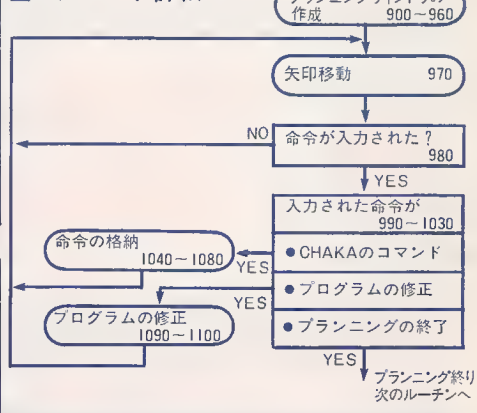 作成 900～960
矢印移動 970
NO
命令が入力された？
980
YES
入力された命令が
990～1030
命令の格納
1040～1080
YES
●CHAKAのコマンド
YES
●プログラムの修正
プログラムの修正
1090～1100
●プランニングの終了
YES
プランニング終り
次のルーチンへ